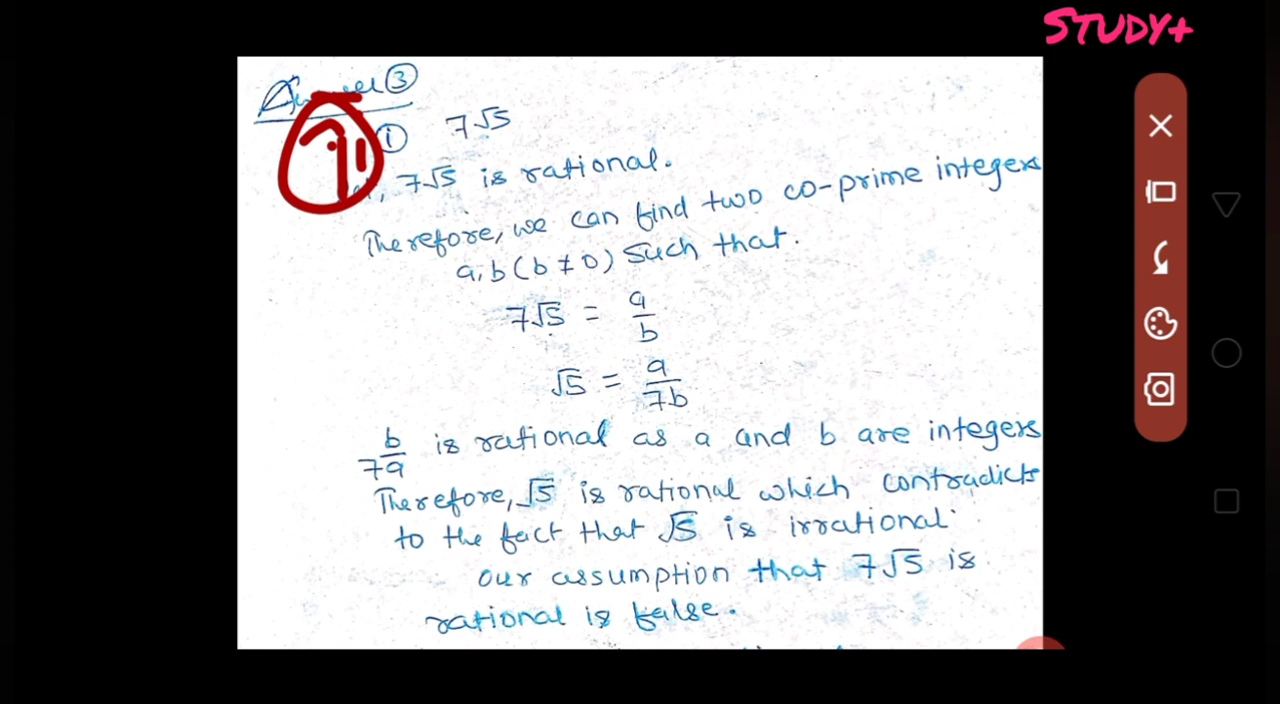 STUDY+
Answer ③
ⓘ 7√5
7√5 is rational.
Therefore, we can find two co-prime integers
a, b (b ≠ 0) such that.
7√5 = a/b
√5 = a/7b
b/7a is rational as a and b are integers
Therefore, √5 is rational which contradicts
to the fact that √5 is irrational.
our assumption that 7√5 is
rational is false.